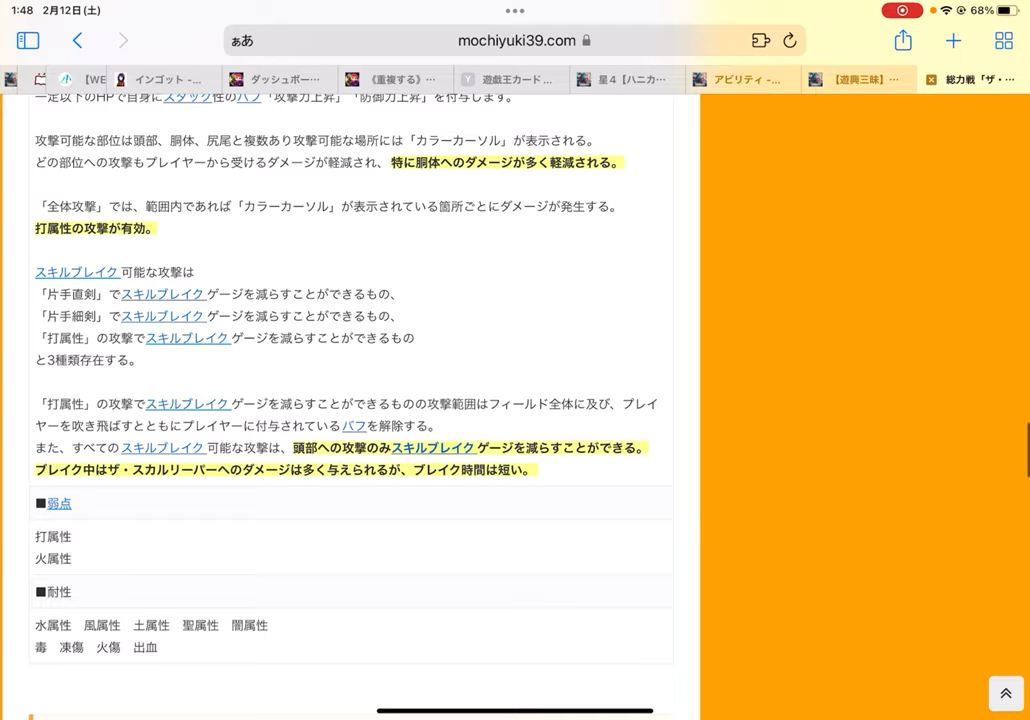 1:48 2月12日(土)
68%
ぁあ
mochiyuki39.com
【WE
インゴット -...
ダッシュボー…
《重複する》…
遊戯王カード...
星４【ハニカ…
アビリティ -...
【遊興三昧】…
総力戦「ザ・…
一定以下のHPで自身にスタック性のバフ「攻撃力上昇」「防御力上昇」を付与します。
攻撃可能な部位は頭部、胴体、尻尾と複数あり攻撃可能な場所には「カラーカーソル」が表示される。
どの部位への攻撃もプレイヤーから受けるダメージが軽減され、特に胴体へのダメージが多く軽減される。
「全体攻撃」では、範囲内であれば「カラーカーソル」が表示されている箇所ごとにダメージが発生する。
打属性の攻撃が有効。
スキルブレイク可能な攻撃は
「片手直剣」でスキルブレイクゲージを減らすことができるもの、
「片手細剣」でスキルブレイクゲージを減らすことができるもの、
「打属性」の攻撃でスキルブレイクゲージを減らすことができるもの
と3種類存在する。
「打属性」の攻撃でスキルブレイクゲージを減らすことができるものの攻撃範囲はフィールド全体に及び、プレイ
ヤーを吹き飛ばすとともにプレイヤーに付与されているバフを解除する。
また、すべてのスキルブレイク可能な攻撃は、頭部への攻撃のみスキルブレイクゲージを減らすことができる。
ブレイク中はザ・スカルリーパーへのダメージは多く与えられるが、ブレイク時間は短い。
■弱点
打属性
火属性
■耐性
水属性　風属性　土属性　聖属性　闇属性
毒　凍傷　火傷　出血